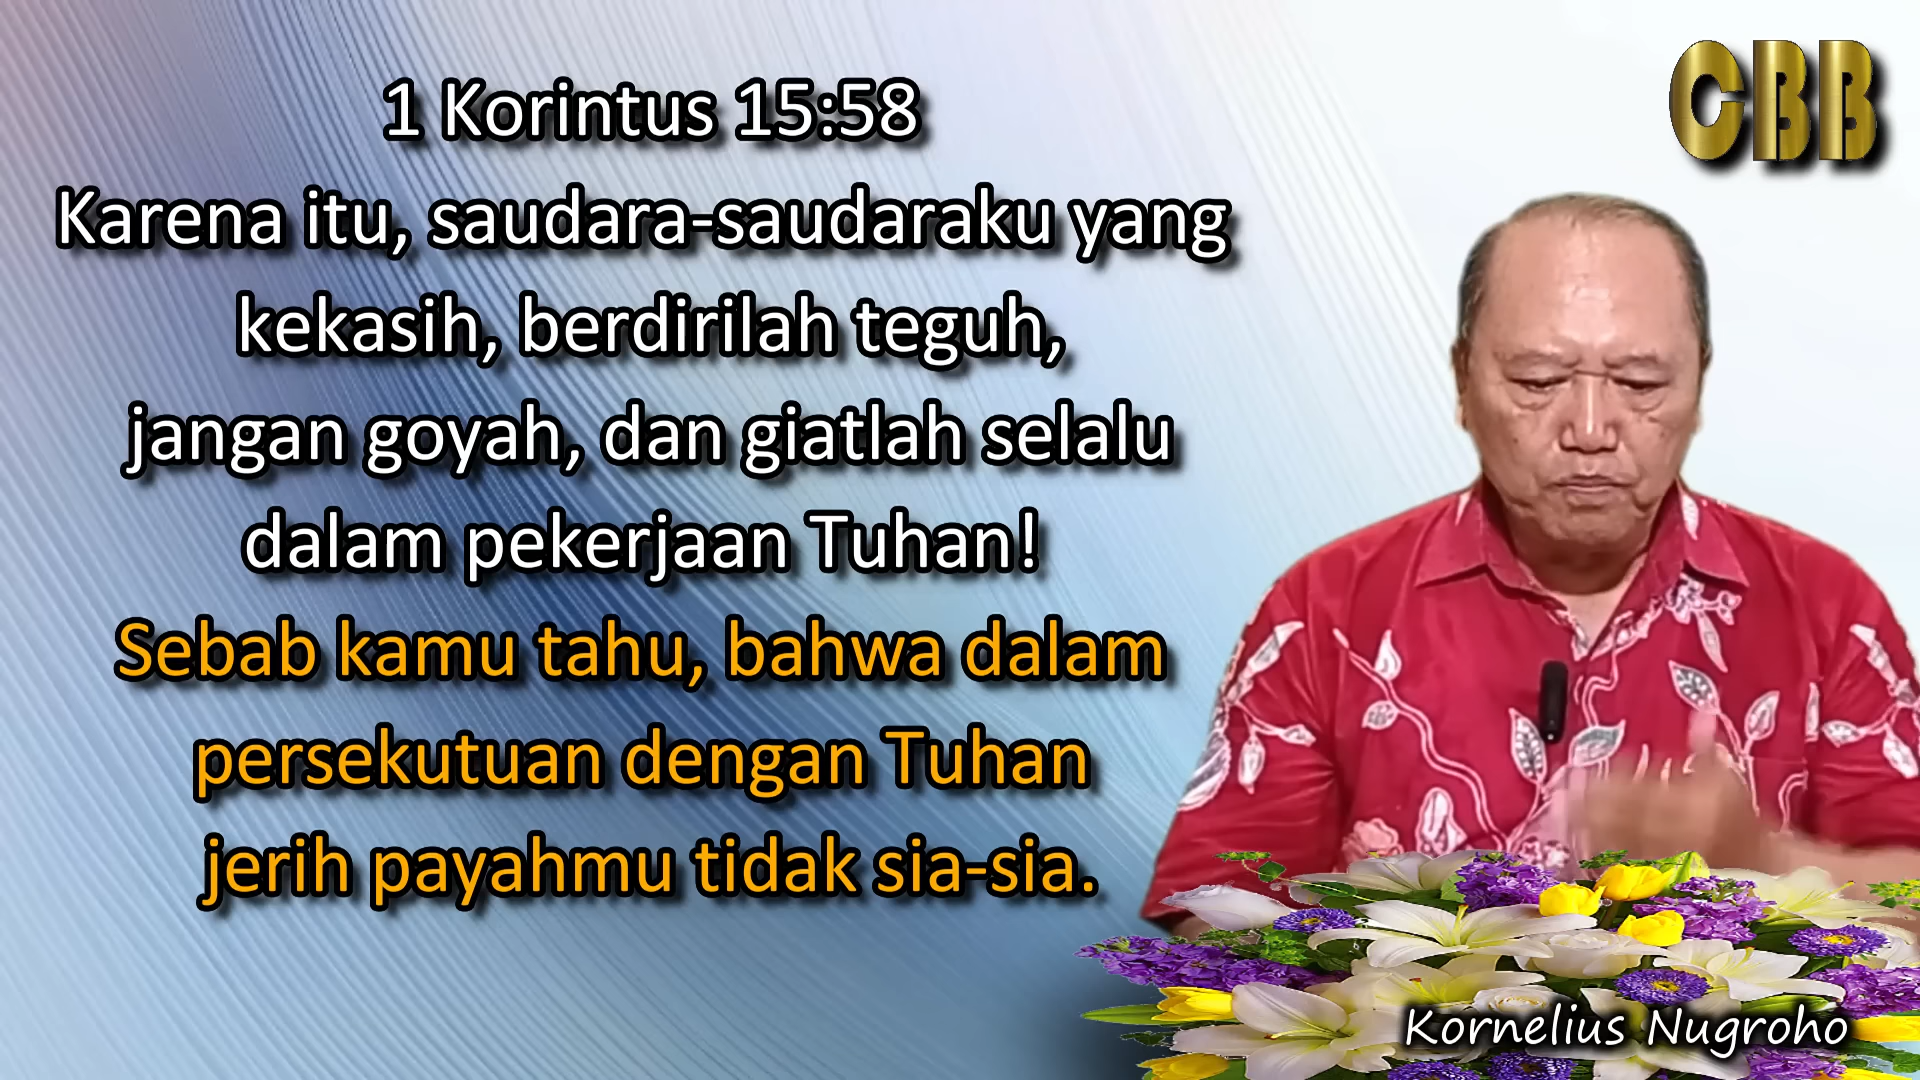 CBB
1 Korintus 15:58
Karena itu, saudara-saudaraku yang
kekasih, berdirilah teguh,
jangan goyah, dan giatlah selalu
dalam pekerjaan Tuhan!
Sebab kamu tahu, bahwa dalam
persekutuan dengan Tuhan
jerih payahmu tidak sia-sia.
Kornelius Nugroho